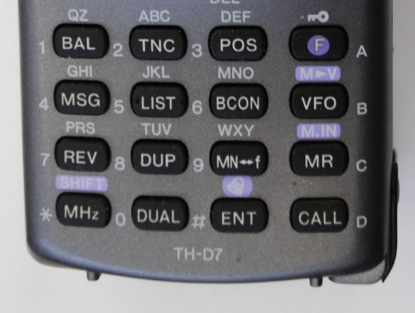 DEL
QZ ABC DEF
1 BAL 2 TNC 3 POS F A
GHI JKL MNO M▶V
4 MSG 5 LIST 6 BCON VFO B
PRS TUV WXY M.IN
7 REV 8 DUP 9 MN↔f MR C
SHIFT
* MHz 0 DUAL # ENT CALL D
TH-D7